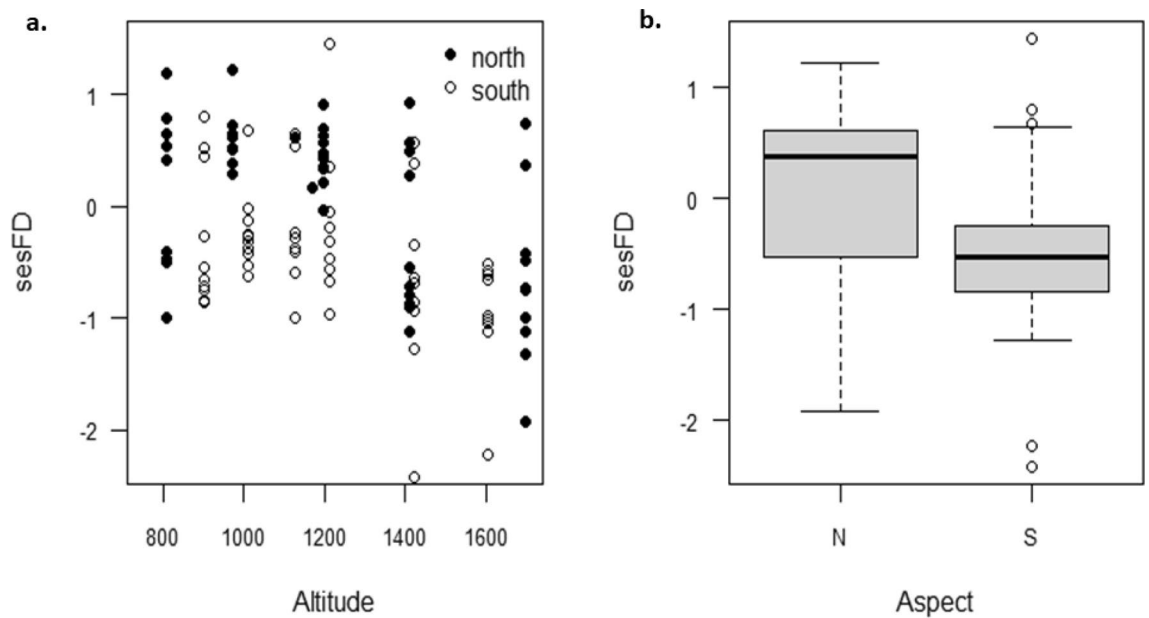 a.
north
south
1
0
-1
-2
sesFD
800 1000 1200 1400 1600
Altitude
b.
1
0
-1
-2
sesFD
N S
Aspect